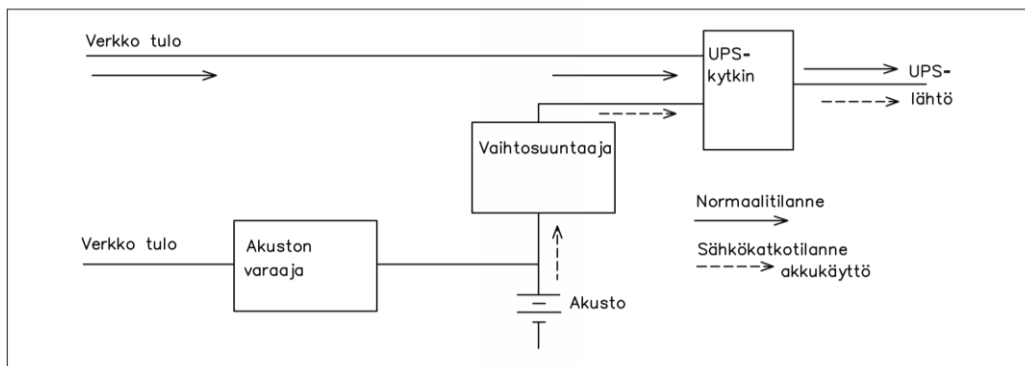 Verkko tulo
UPS-
kytkin
UPS-
lähtö
Vaihtosuuntaaja
Normaalitilanne
Verkko tulo
Akuston
varaaja
Sähkökatkotilanne
akkukäyttö
Akusto